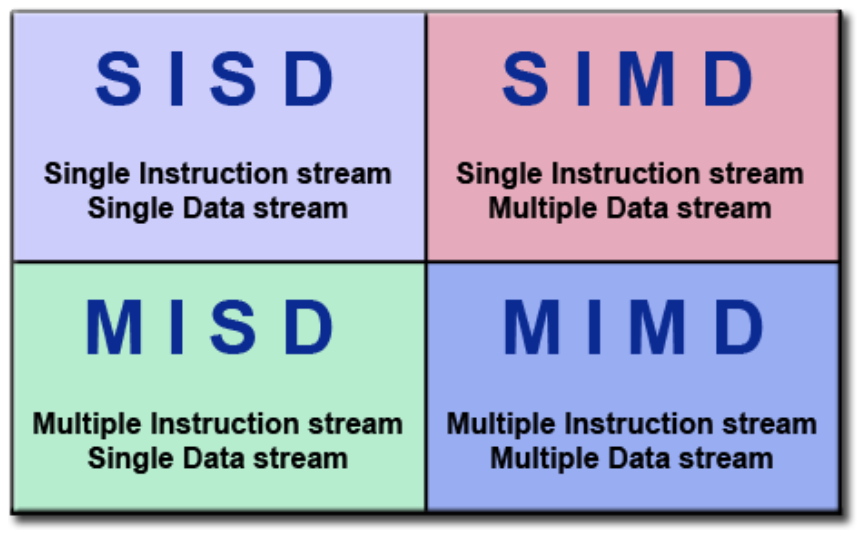 S I S D
Single Instruction stream
Single Data stream
S I M D
Single Instruction stream
Multiple Data stream
M I S D
Multiple Instruction stream
Single Data stream
M I M D
Multiple Instruction stream
Multiple Data stream